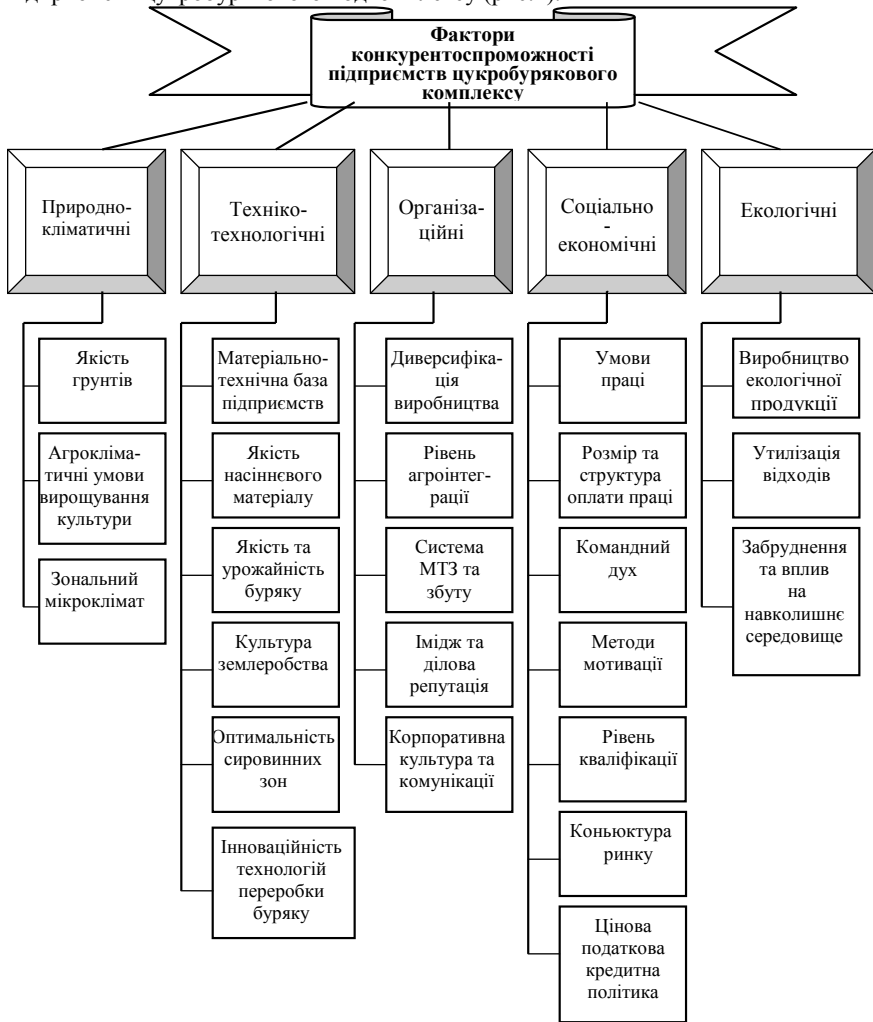 Фактори
конкурентоспроможності
підприємств цукробурякового
комплексу
Природно-
кліматичні
Техніко-
технологічні
Організа-
ційні
Соціально
-
економічні
Екологічні
Якість
грунтів
Агрокліма-
тичні умови
вирощування
культури
Зональний
мікроклімат
Матеріально-
технічна база
підприємств
Якість
насіннєвого
матеріалу
Якість та
урожайність
буряку
Культура
землеробства
Оптимальність
сировинних
зон
Інноваційність
технологій
переробки
буряку
Диверсифіка-
ція
виробництва
Рівень
агроінтег-
рації
Система
МТЗ та
збуту
Імідж та
ділова
репутація
Корпоративна
культура та
комунікації
Умови
праці
Розмір та
структура
оплати праці
Командний
дух
Методи
мотивації
Рівень
кваліфікації
Коньюктура
ринку
Цінова
податкова
кредитна
політика
Виробництво
екологічної
продукції
Утилізація
відходів
Забруднення
та вплив
на
навколишнє
середовище